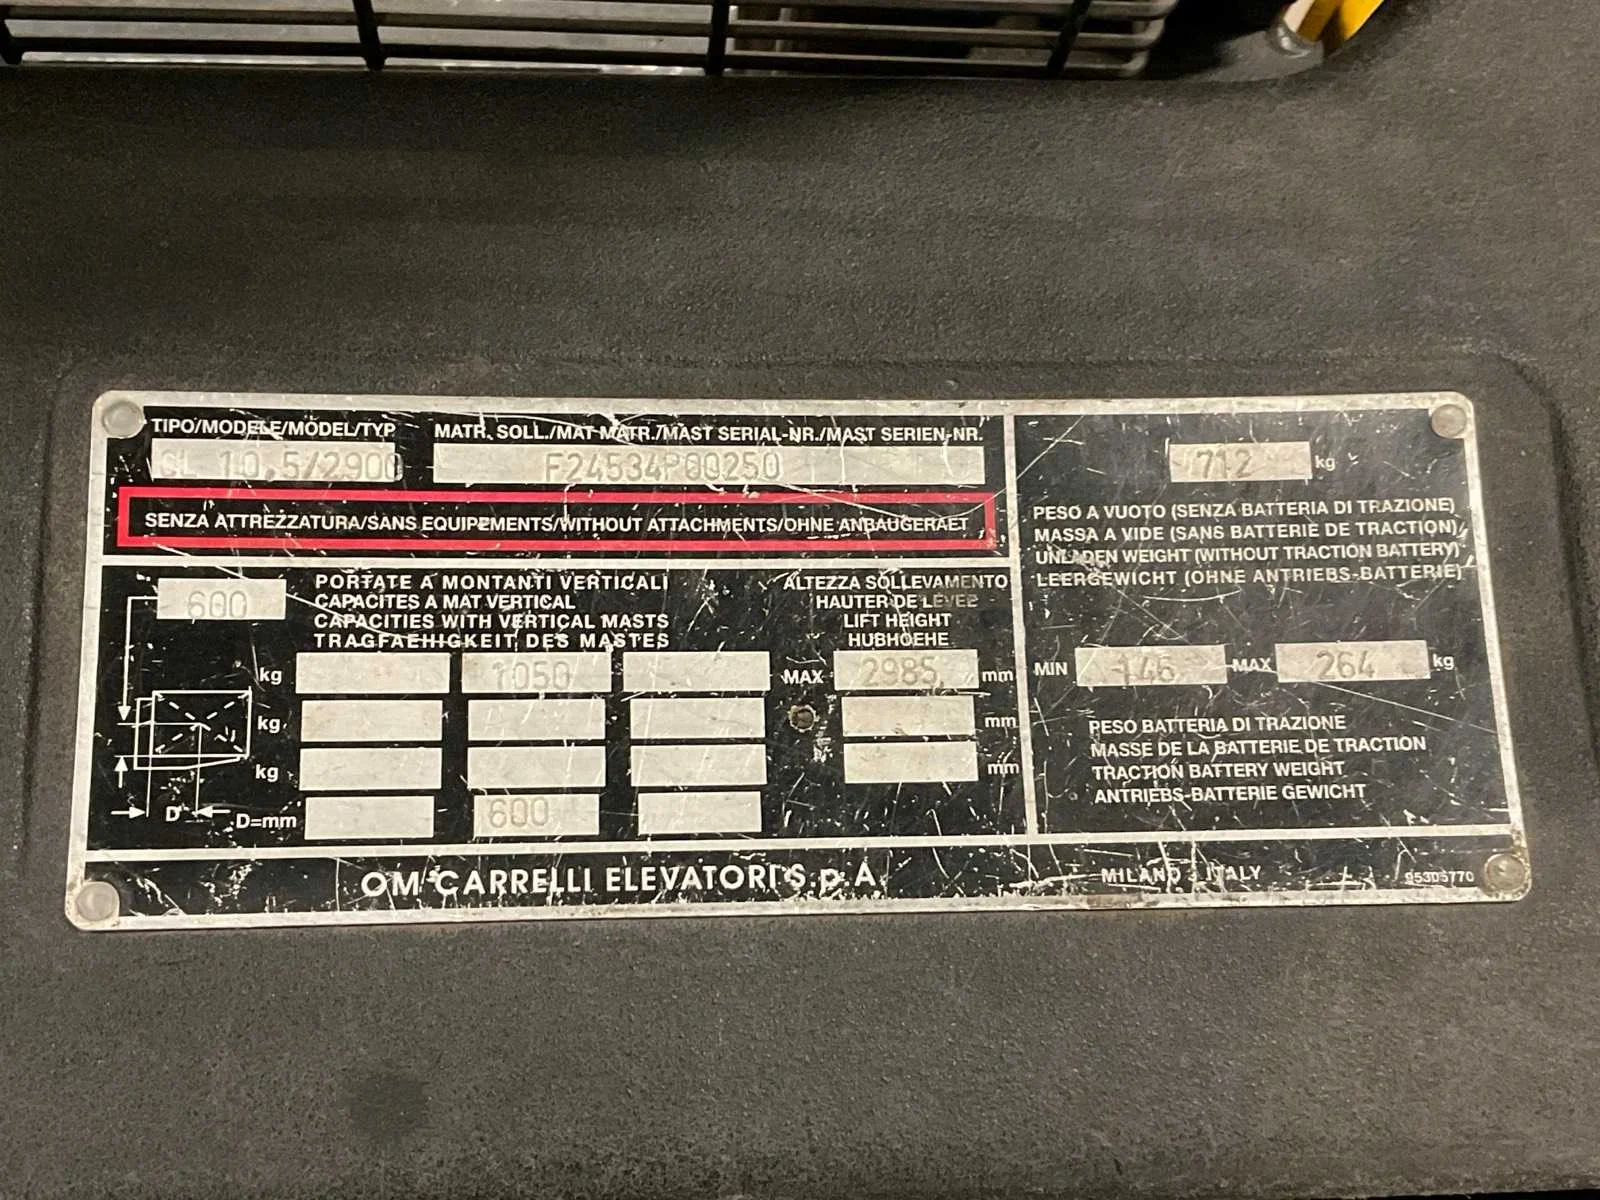 TIPO/MODELE/MODEL/TYP
CL 10,5/2900
MATR. SOLL./MAT MATR./MAST SERIAL-NR./MAST SERIEN-NR.
F24534P00250
SENZA ATTREZZATURA/SANS EQUIPEMENTS/WITHOUT ATTACHMENTS/OHNE ANBAUGERAET
600
PORTATE A MONTANTI VERTICALI
CAPACITES A MAT VERTICAL
CAPACITIES WITH VERTICAL MASTS
TRAGFAEHIGKEIT DES MASTES
ALTEZZA SOLLEVAMENTO
HAUTER DE LEVEE
LIFT HEIGHT
HUBHOEHE
kg 1050 MAX 2985 mm
kg mm
kg mm
D D=mm 600
712 kg
PESO A VUOTO (SENZA BATTERIA DI TRAZIONE)
MASSA A VIDE (SANS BATTERIE DE TRACTION)
UNLADEN WEIGHT (WITHOUT TRACTION BATTERY)
LEERGEWICHT (OHNE ANTRIEBS-BATTERIE)
MIN 146 MAX 264 kg
PESO BATTERIA DI TRAZIONE
MASSE DE LA BATTERIE DE TRACTION
TRACTION BATTERY WEIGHT
ANTRIEBS-BATTERIE GEWICHT
OM CARRELLI ELEVATORI S.p.A.
MILANO - ITALY
95305770